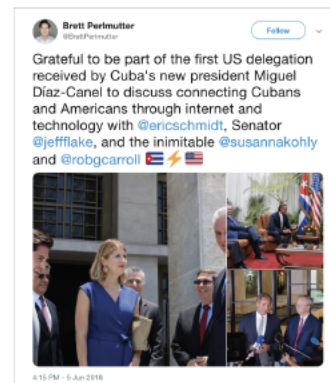 Brett Perlmutter
@BrettPerlmutter
Follow
Grateful to be part of the first US delegation
received by Cuba's new president Miguel
Díaz-Canel to discuss connecting Cubans
and Americans through internet and
technology with @ericschmidt, Senator
@jeffflake, and the inimitable @susannakohly
and @robgcarroll 🇨🇺⚡🇺🇸
4:15 PM - 5 Jun 2018